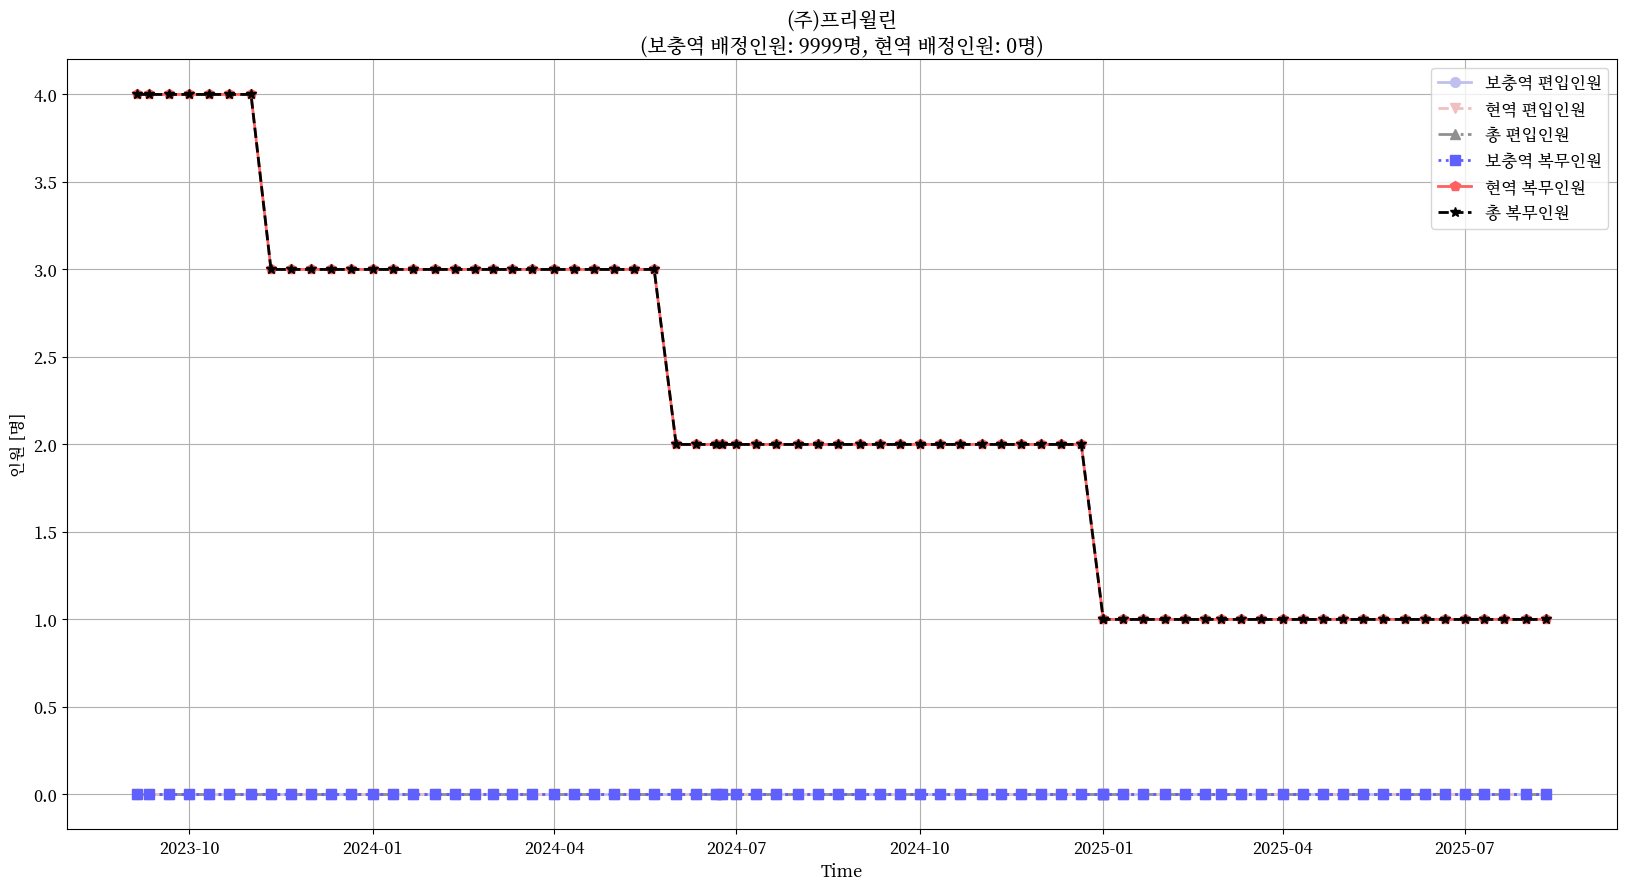 (주)프리윌린
(보충역 배정인원: 9999명, 현역 배정인원: 0명)
보충역 편입인원
현역 편입인원
총 편입인원
보충역 복무인원
현역 복무인원
총 복무인원
인원 [명]
4.0
3.5
3.0
2.5
2.0
1.5
1.0
0.5
0.0
2023-10
2024-01
2024-04
2024-07
2024-10
2025-01
2025-04
2025-07
Time